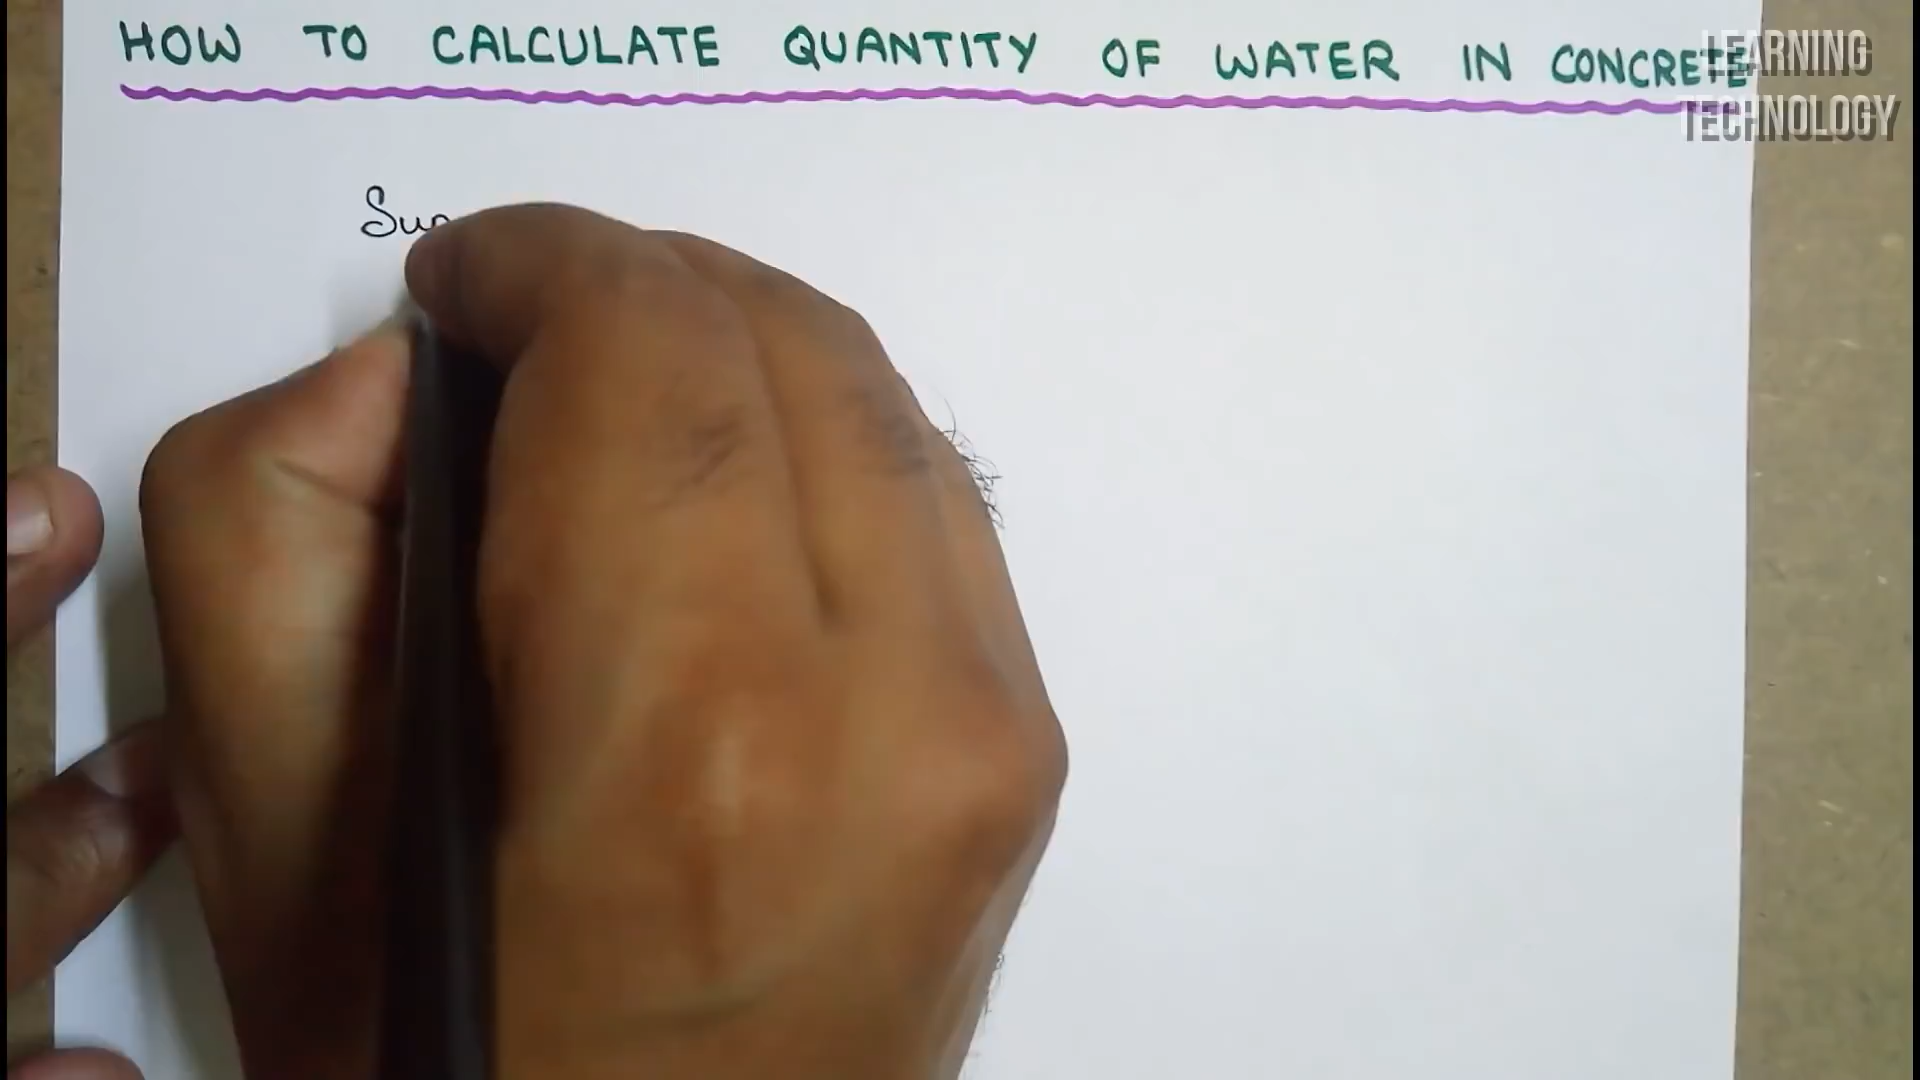 HOW TO CALCULATE QUANTITY OF WATER IN CONCRETE
LEARNING
TECHNOLOGY